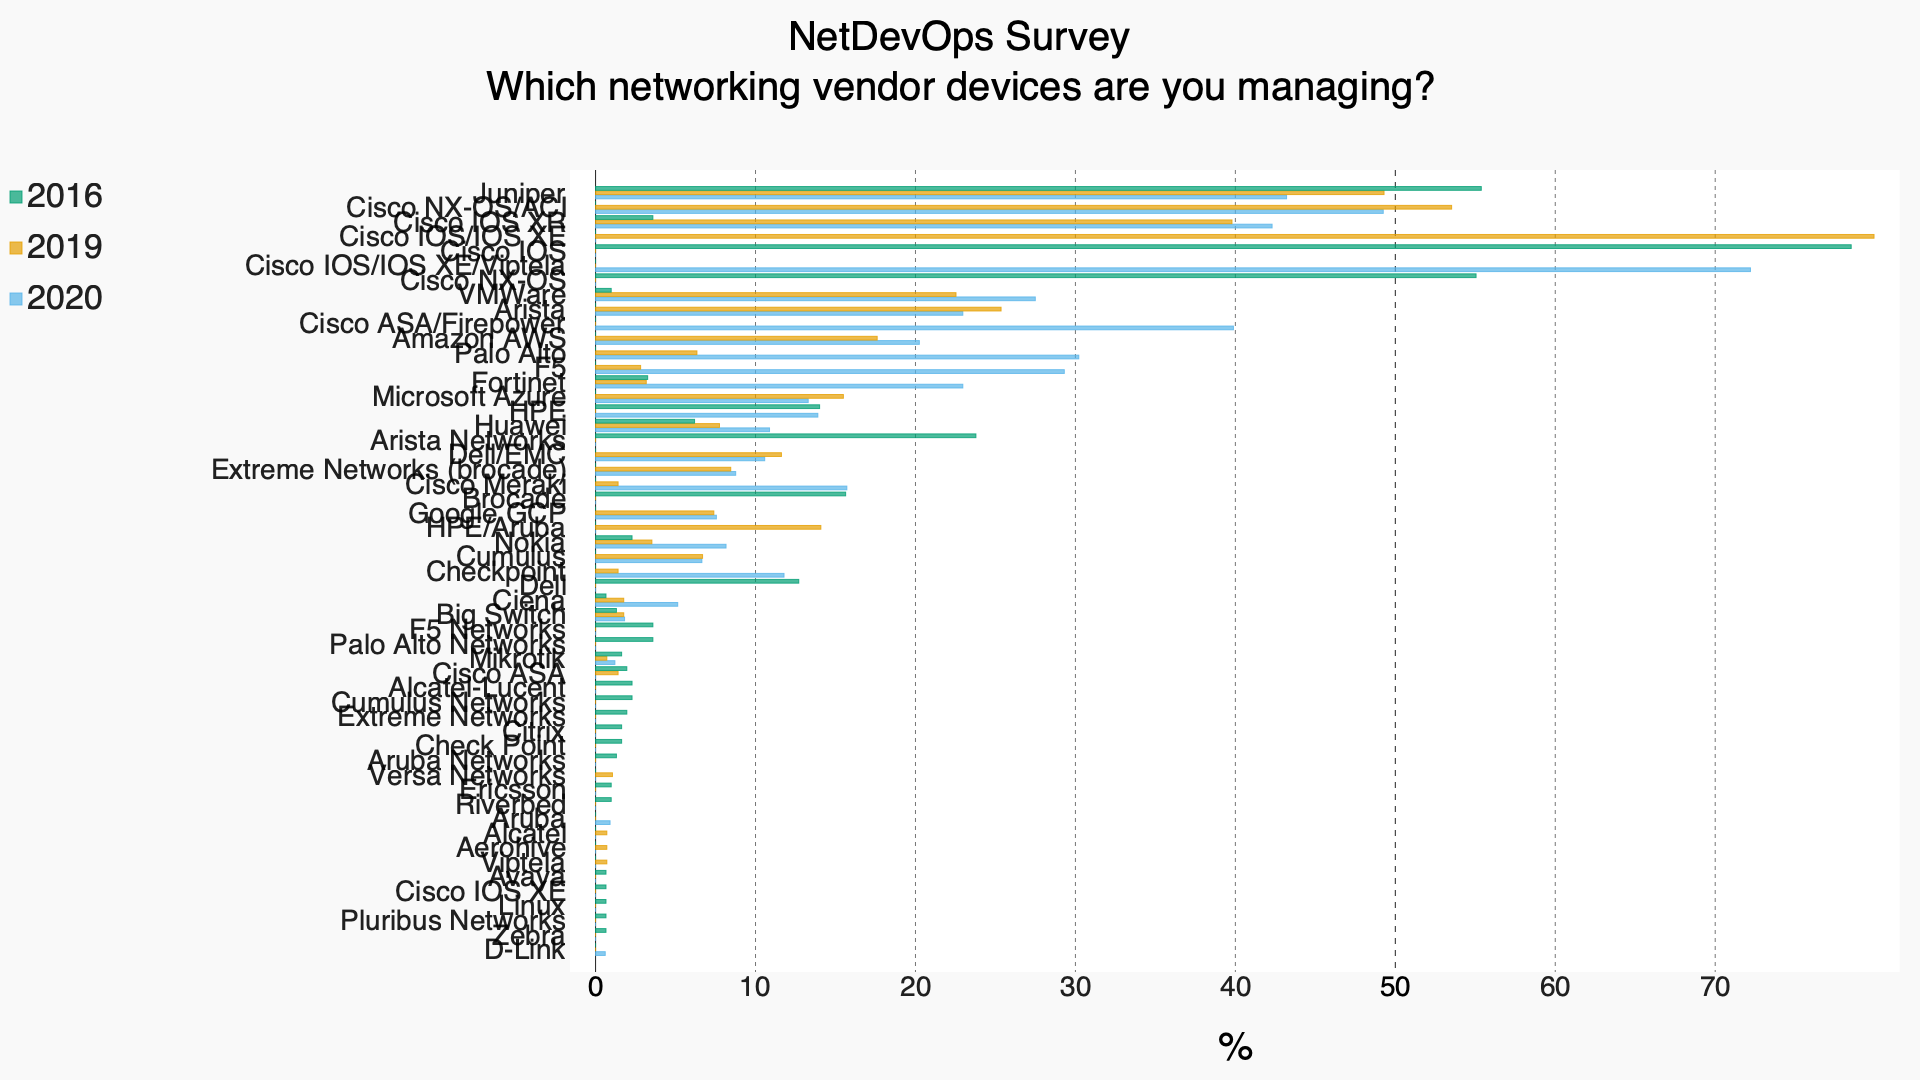 NetDevOps Survey
Which networking vendor devices are you managing?
2016
2019
2020
Juniper
Cisco NX-OS/ACI
Cisco IOS XR
Cisco IOS/IOS XE
Cisco IOS
Cisco IOS/IOS XE/Viptela
Cisco NX-OS
VMWare
Arista
Cisco ASA/Firepower
Amazon AWS
Palo Alto
F5
Fortinet
Microsoft Azure
HPE
Huawei
Arista Networks
Dell/EMC
Extreme Networks (brocade)
Cisco Meraki
Brocade
Google GCP
HPE/Aruba
Nokia
Cumulus
Checkpoint
Dell
Ciena
Big Switch
F5 Networks
Palo Alto Networks
Mikrotik
Cisco ASA
Alcatel-Lucent
Cumulus Networks
Extreme Networks
Citrix
Check Point
Aruba Networks
Versa Networks
Ericsson
Riverbed
Aruba
Alcatel
Aerohive
Viptela
Avaya
Cisco IOS XE
Linux
Pluribus Networks
Zebra
D-Link
0 10 20 30 40 50 60 70
%